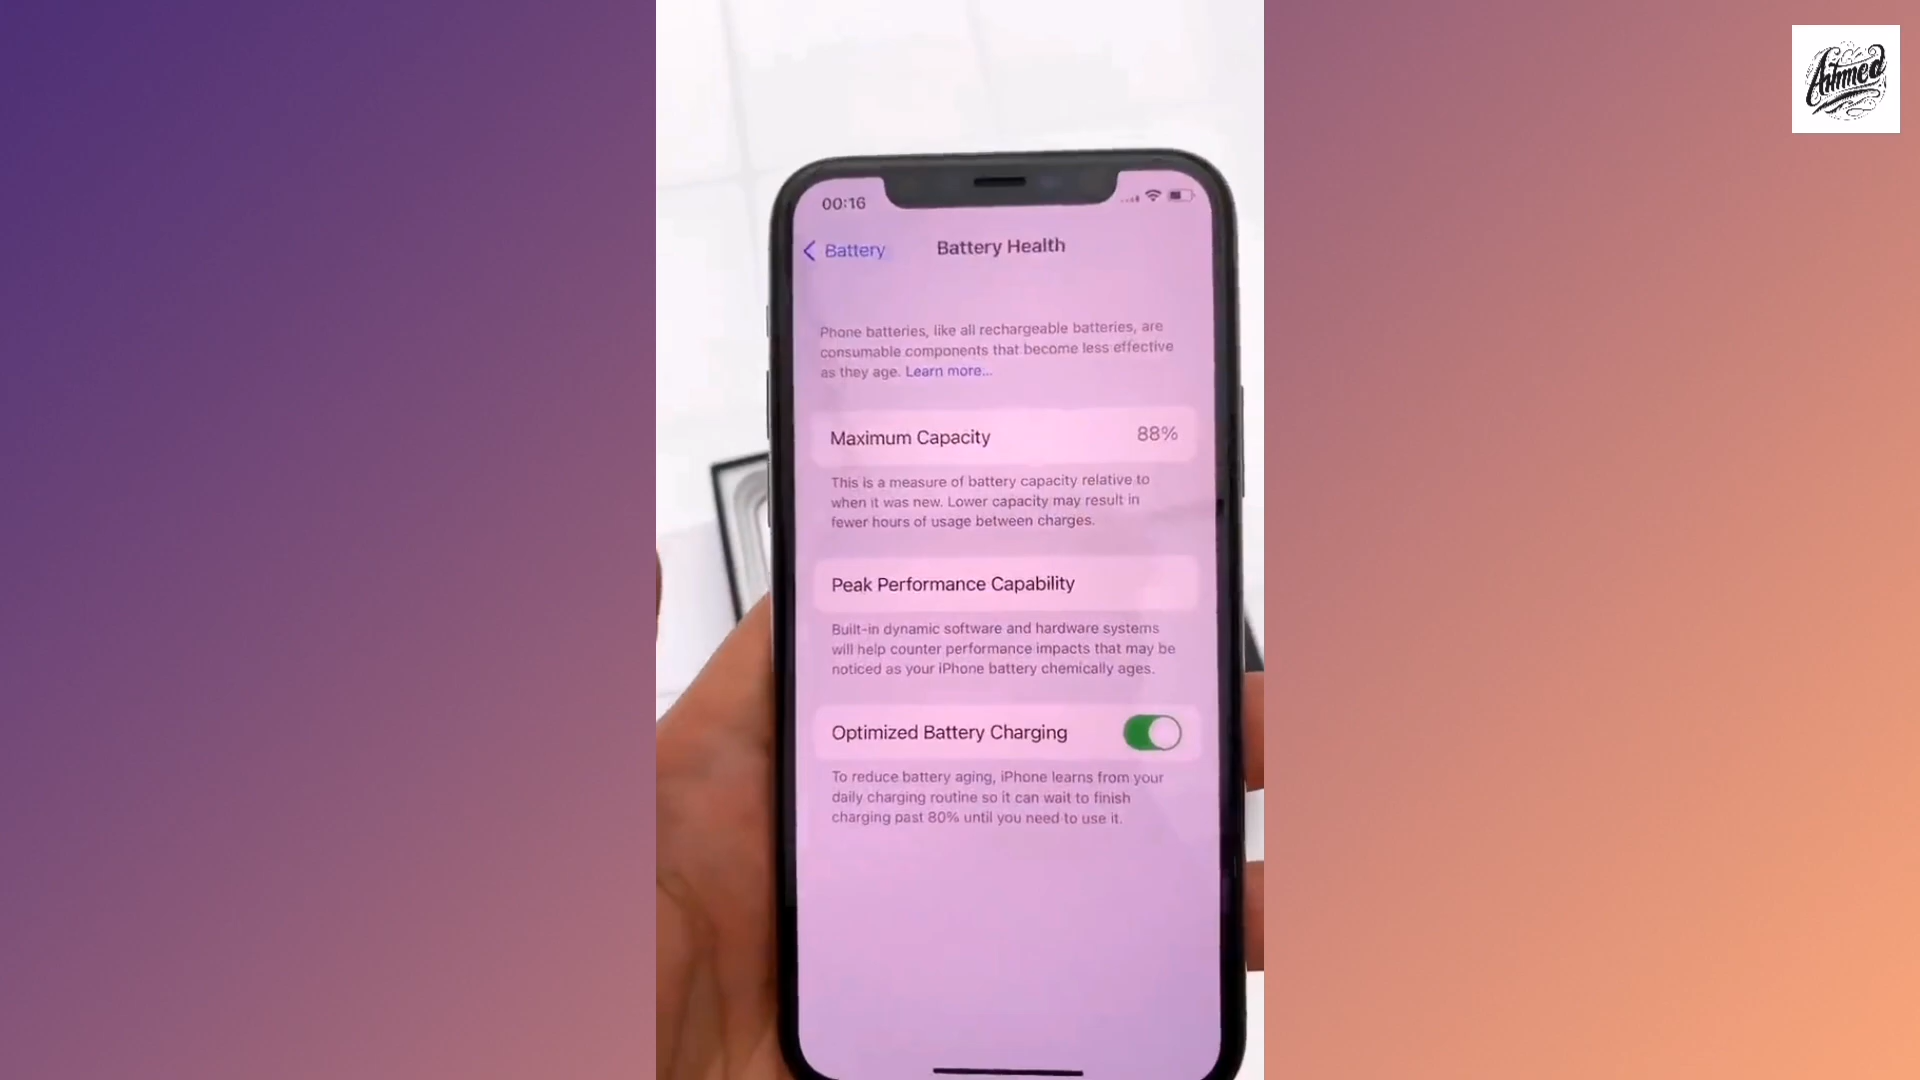 Ahmed
00:16
Battery
Battery Health
Phone batteries, like all rechargeable batteries, are
consumable components that become less effective
as they age. Learn more...
Maximum Capacity 88%
This is a measure of battery capacity relative to
when it was new. Lower capacity may result in
fewer hours of usage between charges.
Peak Performance Capability
Built-in dynamic software and hardware systems
will help counter performance impacts that may be
noticed as your iPhone battery chemically ages.
Optimized Battery Charging
To reduce battery aging, iPhone learns from your
daily charging routine so it can wait to finish
charging past 80% until you need to use it.